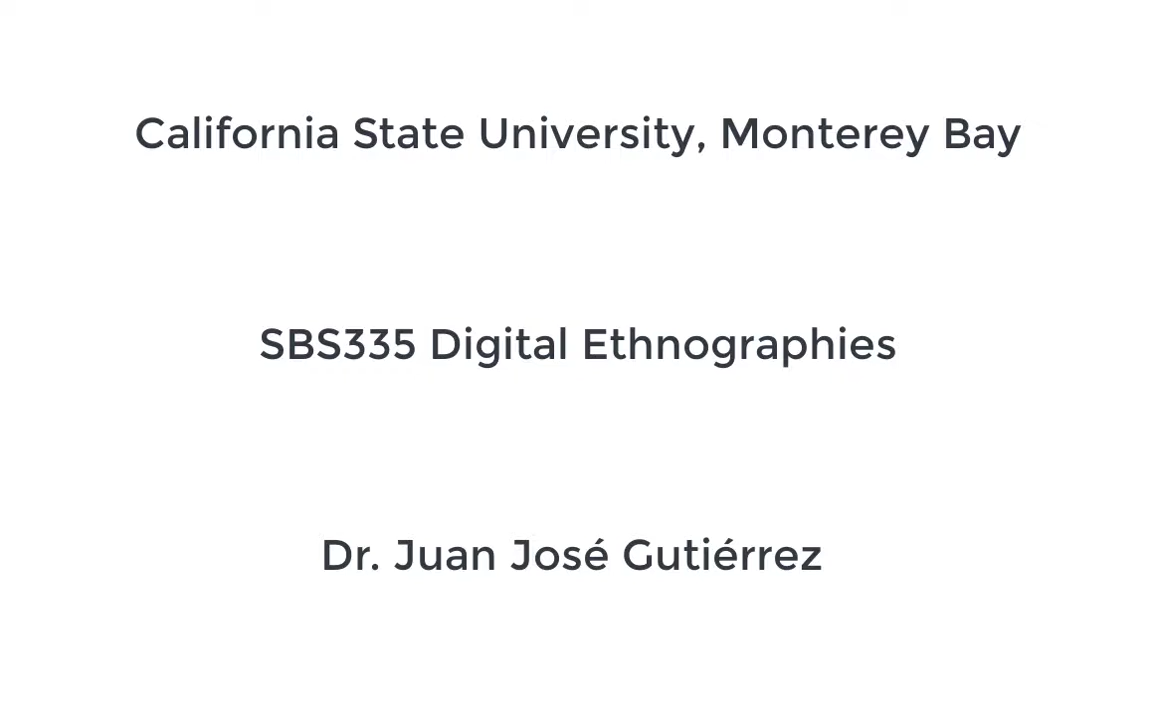 California State University, Monterey Bay
SBS335 Digital Ethnographies
Dr. Juan José Gutiérrez